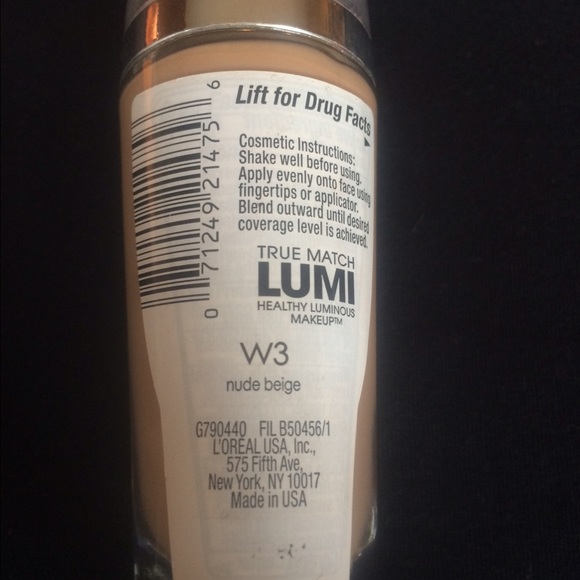 Lift for Drug Facts
Cosmetic Instructions:
Shake well before using.
Apply evenly onto face using
fingertips or applicator.
Blend outward until desired
coverage level is achieved.
TRUE MATCH
LUMI
HEALTHY LUMINOUS
MAKEUP™
W3
nude beige
G790440 FIL B50456/1
L'ORÉAL USA, Inc.,
575 Fifth Ave,
New York, NY 10017
Made in USA
0 71249 21475 6